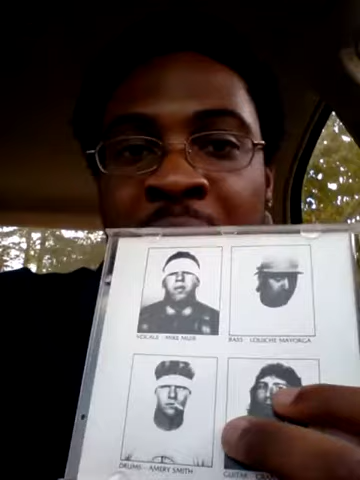 VOCALS - MIKE MUIR
BASS - LOUICHE MAYORGA
DRUMS - AMERY SMITH
GUITAR